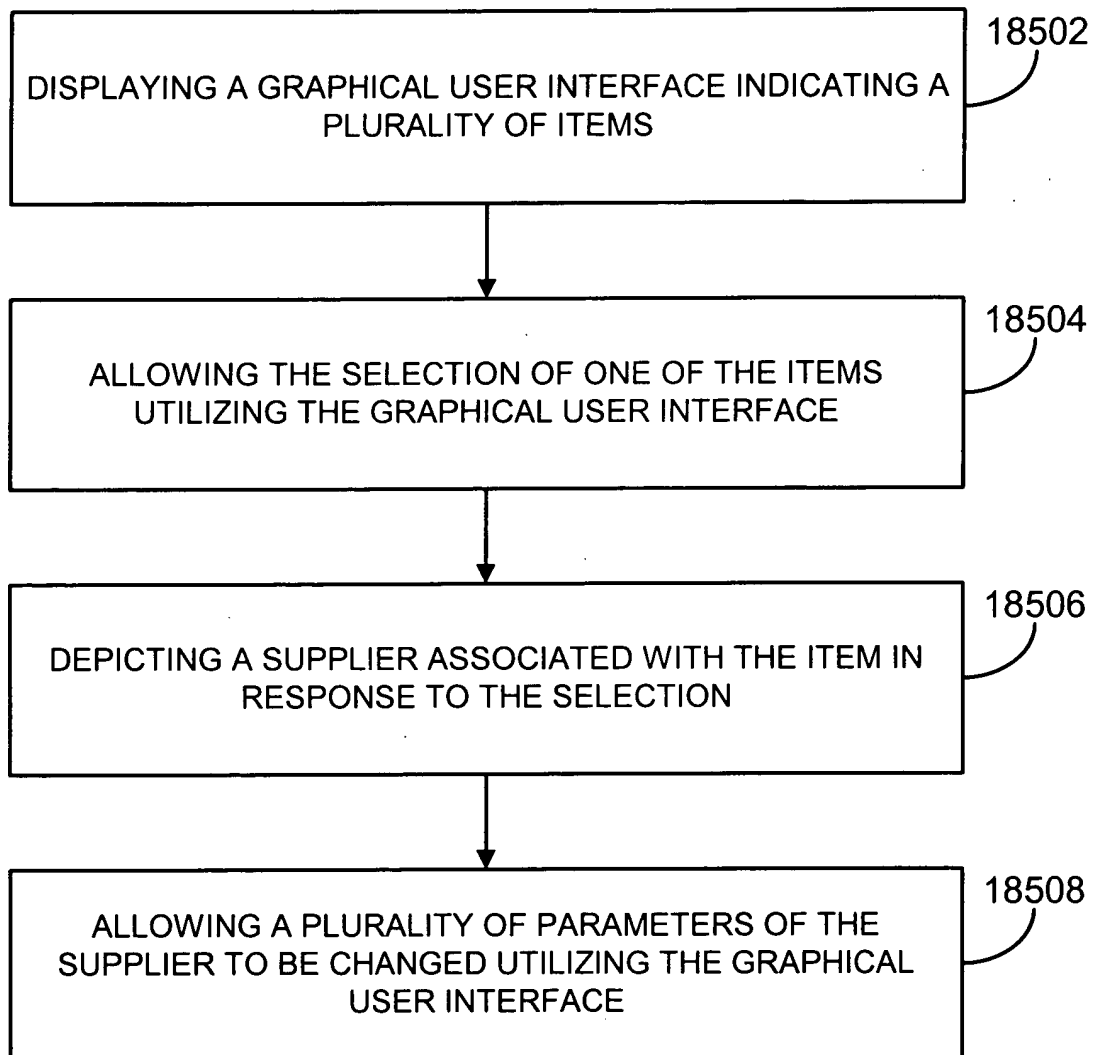 18502
DISPLAYING A GRAPHICAL USER INTERFACE INDICATING A
PLURALITY OF ITEMS
18504
ALLOWING THE SELECTION OF ONE OF THE ITEMS
UTILIZING THE GRAPHICAL USER INTERFACE
18506
DEPICTING A SUPPLIER ASSOCIATED WITH THE ITEM IN
RESPONSE TO THE SELECTION
18508
ALLOWING A PLURALITY OF PARAMETERS OF THE
SUPPLIER TO BE CHANGED UTILIZING THE GRAPHICAL
USER INTERFACE